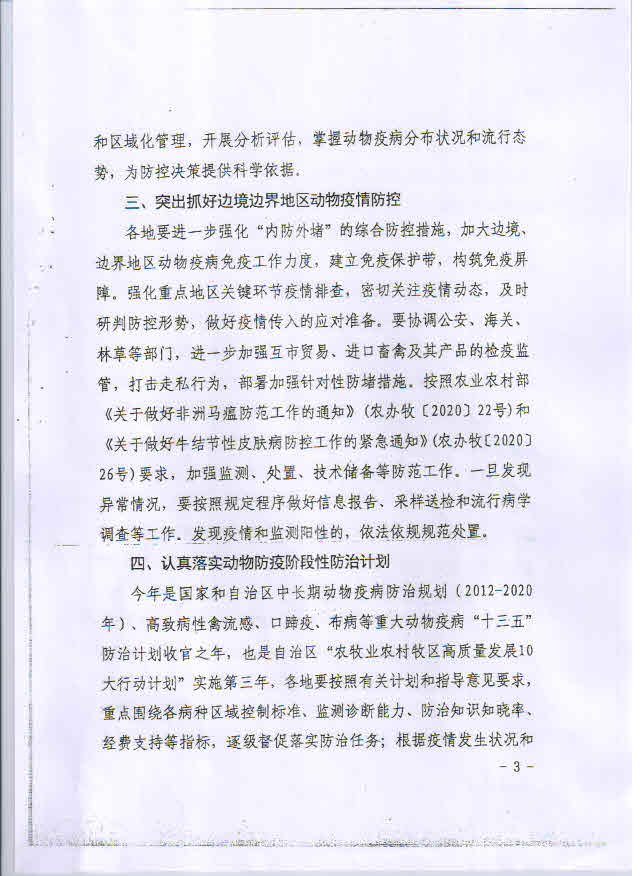 和区域化管理，开展分析评估，掌握动物疫病分布状况和流行态
势，为防控决策提供科学依据。
三、突出抓好边境边界地区动物疫情防控
各地要进一步强化“内防外堵”的综合防控措施，加大边境、
边界地区动物疫病免疫工作力度，建立免疫保护带，构筑免疫屏
障。强化重点地区关键环节疫情排查，密切关注疫情动态，及时
研判防控形势，做好疫情传入的应对准备。要协调公安、海关、
林草等部门，进一步加强互市贸易、进口畜禽及其产品的检疫监
管，打击走私行为，部署加强针对性防堵措施。按照农业农村部
《关于做好非洲马瘟防范工作的通知》（农办牧〔2020〕22号）和
《关于做好牛结节性皮肤病防控工作的紧急通知》（农办牧〔2020〕
26号）要求，加强监测、处置、技术储备等防范工作。一旦发现
异常情况，要按照规定程序做好信息报告、采样送检和流行病学
调查等工作。发现疫情和监测阳性的，依法依规规范处置。
四、认真落实动物防疫阶段性防治计划
今年是国家和自治区中长期动物疫病防治规划（2012-2020
年）、高致病性禽流感、口蹄疫、布病等重大动物疫病“十三五”
防治计划收官之年，也是自治区“农牧业农村牧区高质量发展10
大行动计划”实施第三年，各地要按照有关计划和指导意见要求，
重点围绕各病种区域控制标准、监测诊断能力、防治知识知晓率、
经费支持等指标，逐级督促落实防治任务；根据疫情发生状况和
- 3 -